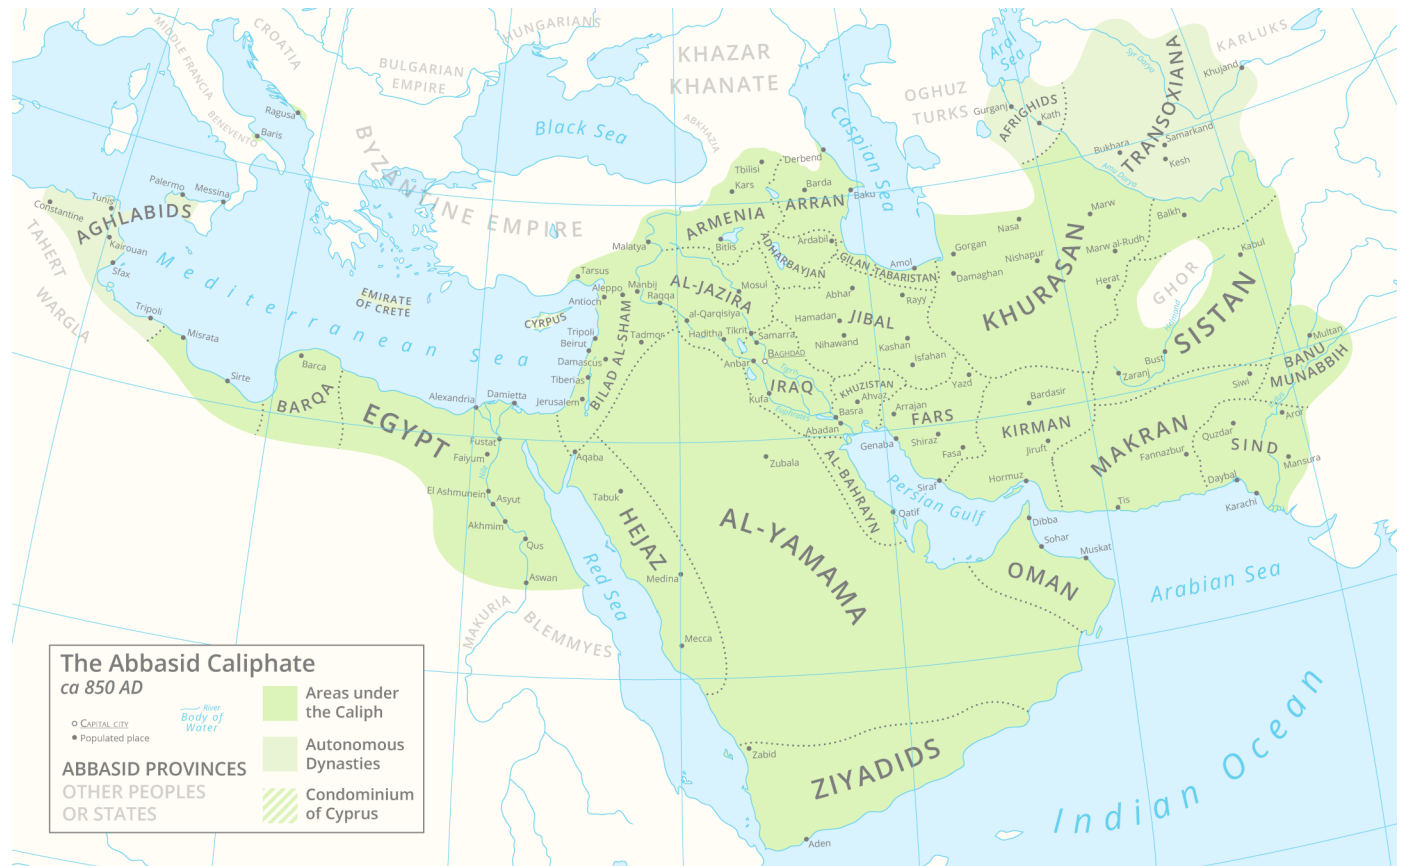 HUNGARIANS
CROATIA
MIDDLE FRANCIA
BULGARIAN
EMPIRE
KHAZAR
KHANATE
OGHUZ
TURKS
Aral
Sea
Syr Darya
KARLUKS
Khujand
TRANSOXIANA
Gurganj
AFRIGHIDS
Kath
Bukhara
Samarkand
Kesh
Amu Darya
Ragusa
Baris
BENEVENTO
Black Sea
ABKHAZIA
Caspian Sea
BYZANTINE EMPIRE
Derbend
Tbilisi
Kars
Barda
Baku
ARRAN
ARMENIA
Palermo
Messina
Tunis
Constantine
AGHLABIDS
Kairouan
Sfax
TAHERT
WARGLA
Mediterranean Sea
EMIRATE
OF CRETE
CYPRUS
Malatya
Bitlis
Ardabil
ADHARBAYJAN
GILAN
TABARISTAN
Amol
Gorgan
Damaghan
Nasa
Nishapur
Marw
Marw al-Rudh
Balkh
Herat
KHURASAN
GHOR
Helmand
Kabul
SISTAN
Bust
Zaranj
Tarsus
Aleppo
Manbij
Antioch
Raqqa
AL-JAZIRA
Mosul
al-Qarqisiya
Abhar
Rayy
Hamadan
JIBAL
Nihawand
Kashan
Isfahan
Yazd
Tripoli
Beirut
Damascus
Tiberias
Jerusalem
BILAD AL-SHAM
Tadmor
Haditha
Tikrit
Samarra
BAGHDAD
Anbar
Tigris
Euphrates
IRAQ
Kufa
KHUZISTAN
Ahvaz
Basra
Abadan
Arrajan
FARS
Shiraz
Fasa
Genaba
Siraf
Bardasir
KIRMAN
Jiruft
Hormuz
MAKRAN
Fannazbur
Tis
Multan
BANU
MUNABBIH
Siwi
Indus
Aror
Quzdar
SIND
Mansura
Daybal
Karachi
Tripoli
Misrata
Sirte
Barca
BARQA
EGYPT
Alexandria
Damietta
Fustat
Faiyum
Nile
El Ashmunein
Asyut
Akhmim
Qus
Aswan
Aqaba
Tabuk
HEJAZ
Medina
Mecca
Red Sea
Zubala
AL-BAHRAYN
Persian Gulf
Qatif
Dibba
Sohar
Muskat
OMAN
AL-YAMAMA
Arabian Sea
MAKURIA
BLEMMYES
Zabid
ZIYADIDS
Aden
Indian Ocean
The Abbasid Caliphate
ca 850 AD
CAPITAL CITY
Populated place
River
Body of
Water
ABBASID PROVINCES
OTHER PEOPLES
OR STATES
Areas under
the Caliph
Autonomous
Dynasties
Condominium
of Cyprus